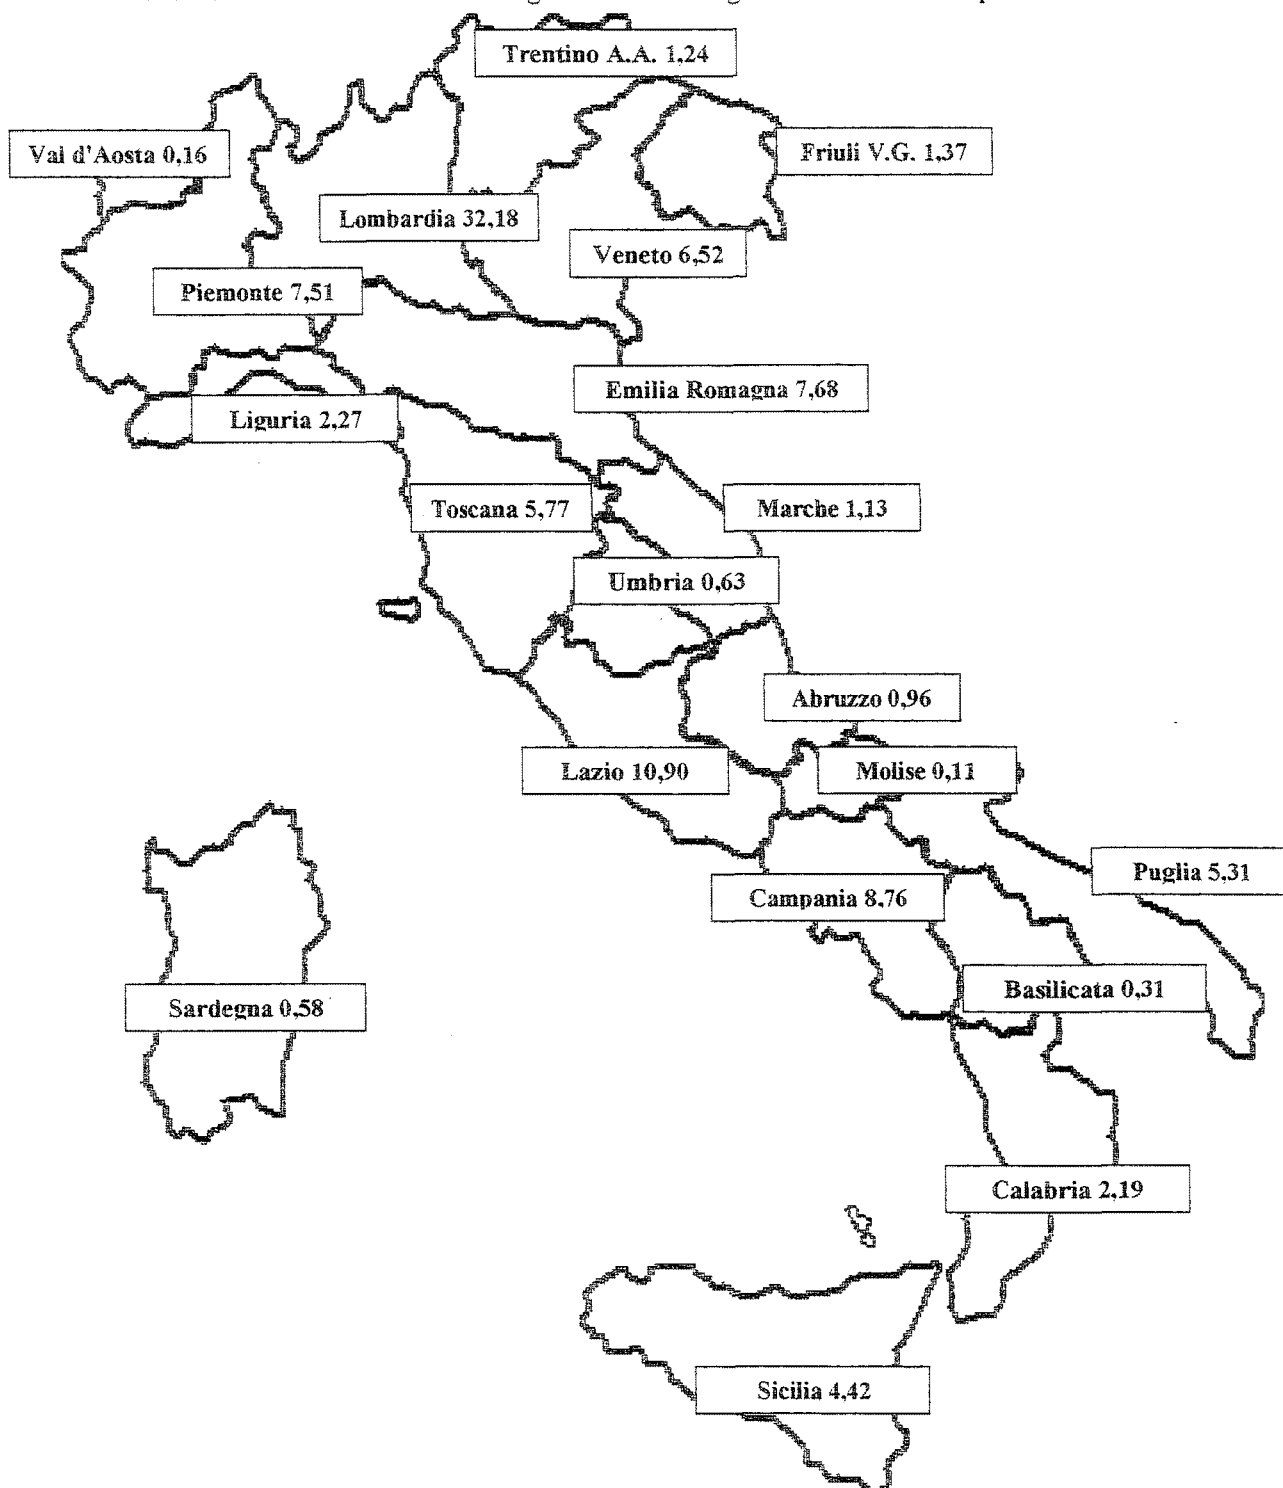 Trentino A.A. 1,24
Val d'Aosta 0,16
Friuli V.G. 1,37
Lombardia 32,18
Veneto 6,52
Piemonte 7,51
Emilia Romagna 7,68
Liguria 2,27
Toscana 5,77
Marche 1,13
Umbria 0,63
Abruzzo 0,96
Lazio 10,90
Molise 0,11
Puglia 5,31
Campania 8,76
Basilicata 0,31
Sardegna 0,58
Calabria 2,19
Sicilia 4,42